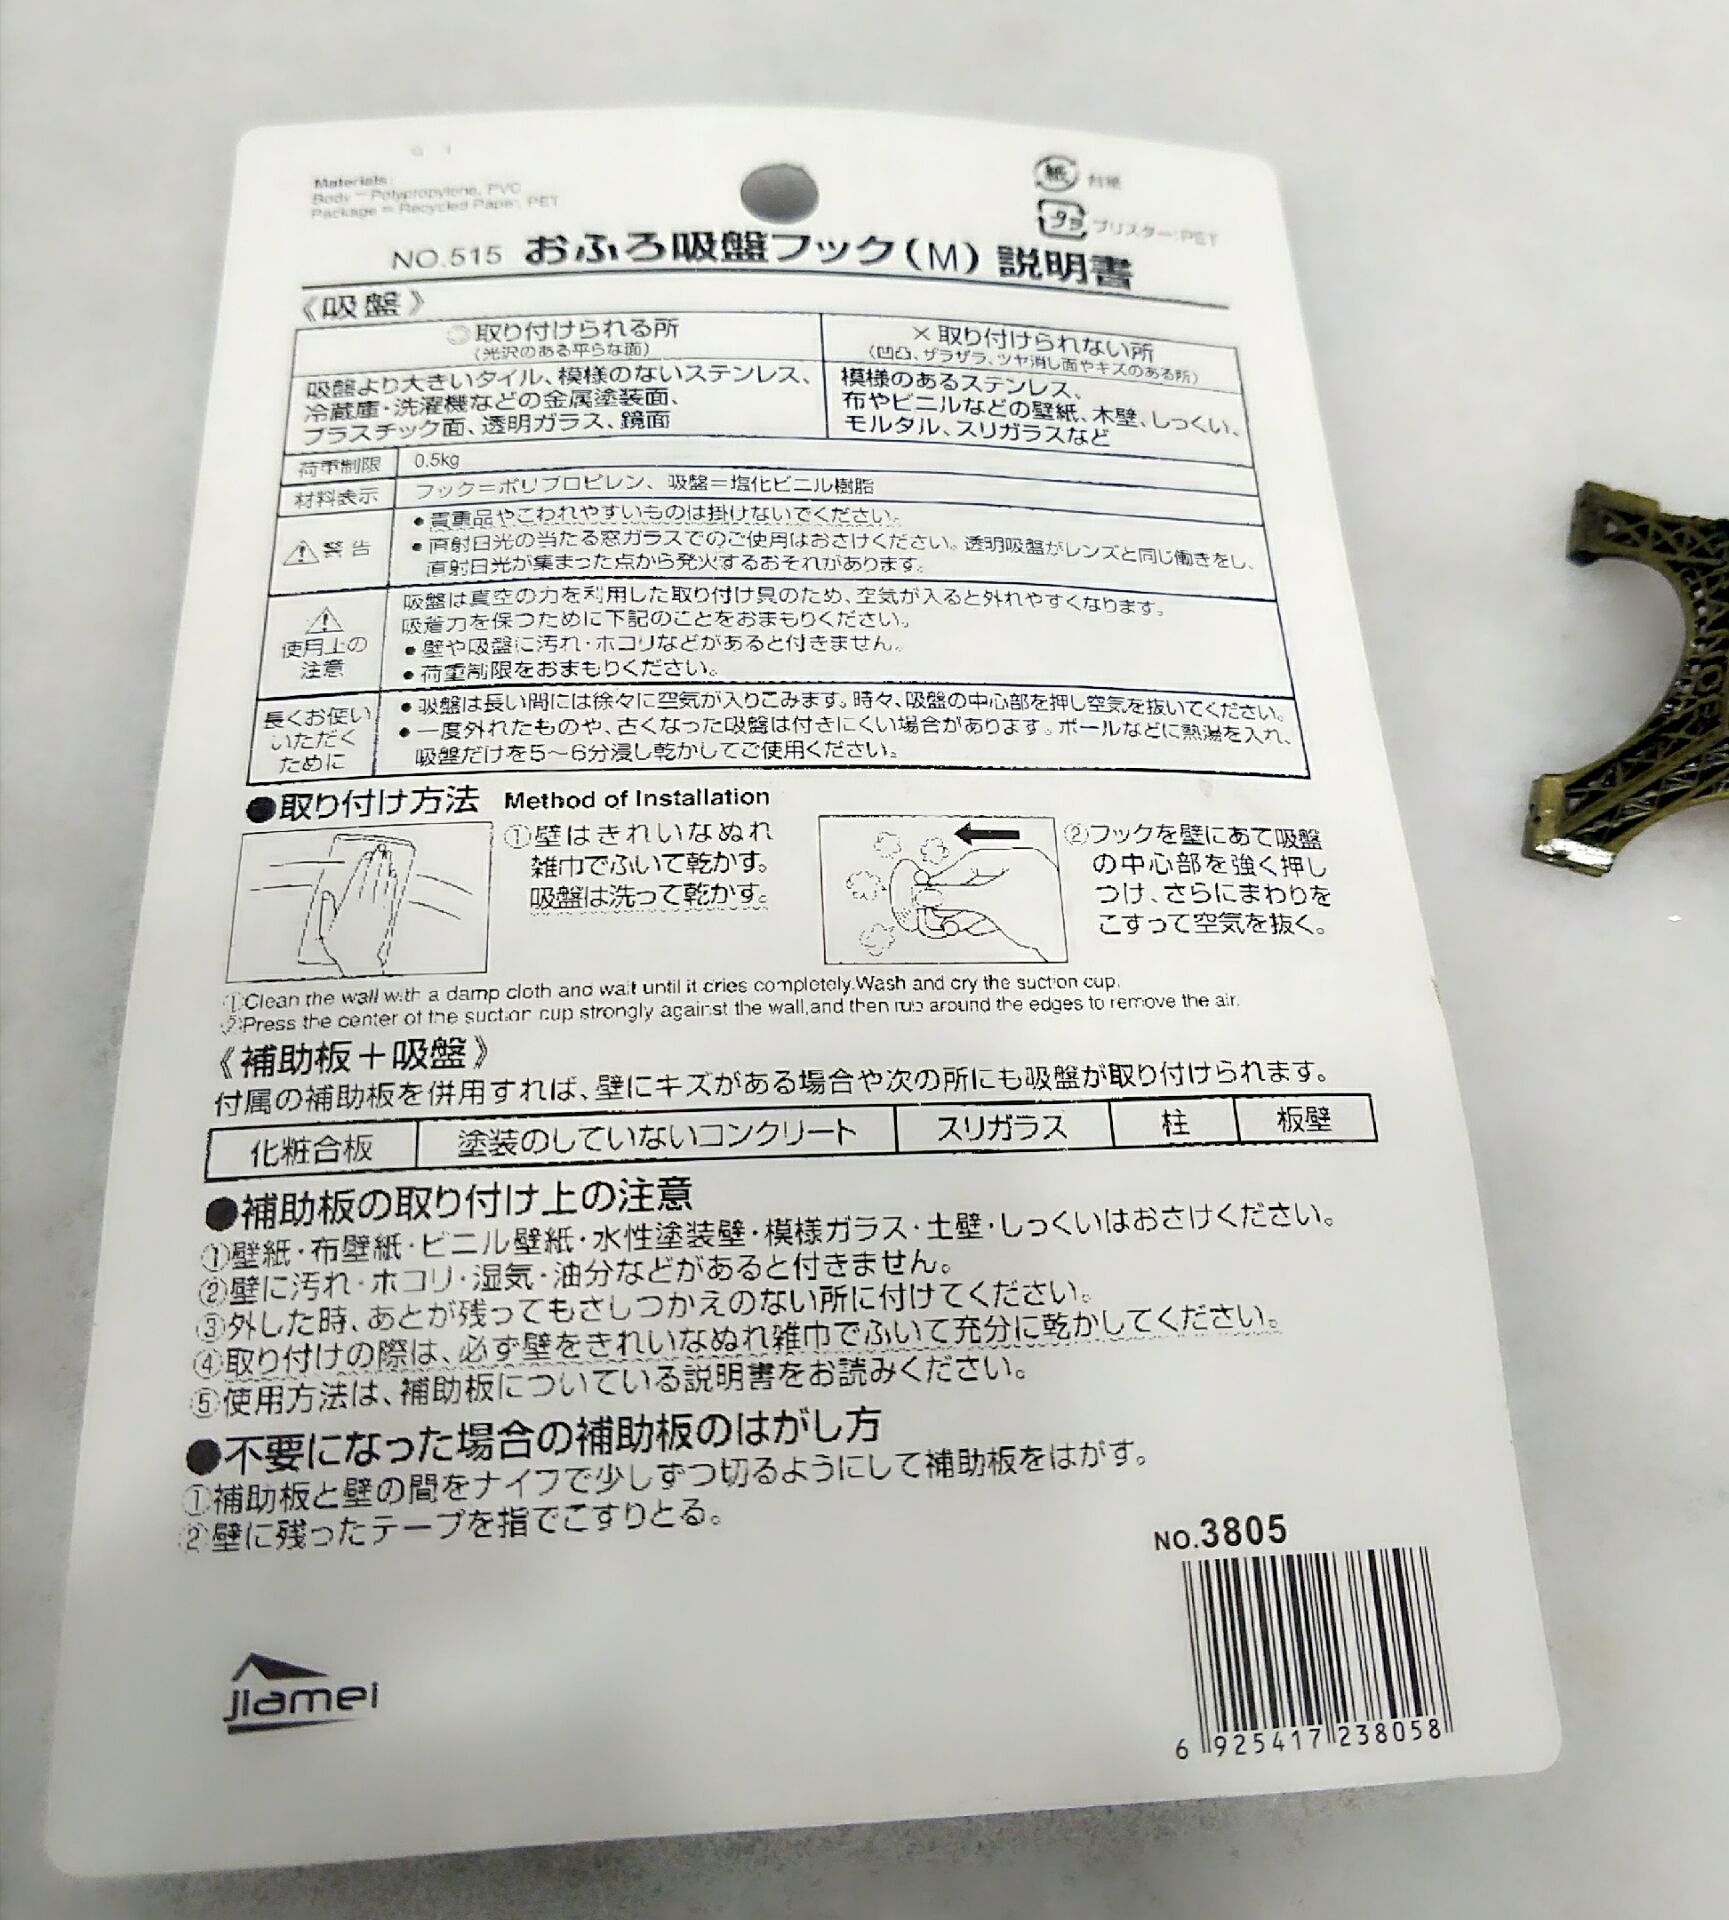 Materials:
Body = Polypropylene, PVC
Package = Recycled Paper, PET
紙 台紙
プラ ブリスター:PET
NO.515 おふろ吸盤フック(M) 説明書
《吸盤》
○取り付けられる所
(光沢のある平らな面)
×取り付けられない所
(凹凸、ザラザラ、ツヤ消し面やキズのある所)
吸盤より大きいタイル、模様のないステンレス、
冷蔵庫・洗濯機などの金属塗装面、
プラスチック面、透明ガラス、鏡面
模様のあるステンレス、
布やビニルなどの壁紙、木壁、しっくい、
モルタル、スリガラスなど
荷重制限 0.5kg
材料表示 フック=ポリプロピレン、吸盤=塩化ビニル樹脂
警告
●貴重品やこわれやすいものは掛けないでください。
●直射日光の当たる窓ガラスでのご使用はおさけください。透明吸盤がレンズと同じ働きをし、
直射日光が集まった点から発火するおそれがあります。
使用上の
注意
吸盤は真空の力を利用した取り付け具のため、空気が入ると外れやすくなります。
吸着力を保つために下記のことをおまもりください。
●壁や吸盤に汚れ・ホコリなどがあると付きません。
●荷重制限をおまもりください。
長くお使い
いただく
ために
●吸盤は長い間には徐々に空気が入りこみます。時々、吸盤の中心部を押し空気を抜いてください。
●一度外れたものや、古くなった吸盤は付きにくい場合があります。ボールなどに熱湯を入れ、
吸盤だけを5〜6分浸し乾かしてご使用ください。
●取り付け方法 Method of Installation
①壁はきれいなぬれ
雑巾でふいて乾かす。
吸盤は洗って乾かす。
②フックを壁にあて吸盤
の中心部を強く押し
つけ、さらにまわりを
こすって空気を抜く。
①Clean the wall with a damp cloth and wait until it dries completely.Wash and dry the suction cup.
②Press the center of the suction cup strongly against the wall,and then rub around the edges to remove the air.
《補助板+吸盤》
付属の補助板を併用すれば、壁にキズがある場合や次の所にも吸盤が取り付けられます。
化粧合板 塗装のしていないコンクリート スリガラス 柱 板壁
●補助板の取り付け上の注意
①壁紙・布壁紙・ビニル壁紙・水性塗装壁・模様ガラス・土壁・しっくいはおさけください。
②壁に汚れ・ホコリ・湿気・油分などがあると付きません。
③外した時、あとが残ってもさしつかえのない所に付けてください。
④取り付けの際は、必ず壁をきれいなぬれ雑巾でふいて充分に乾かしてください。
⑤使用方法は、補助板についている説明書をお読みください。
●不要になった場合の補助板のはがし方
①補助板と壁の間をナイフで少しずつ切るようにして補助板をはがす。
②壁に残ったテープを指でこすりとる。
NO.3805
6 925417 238058
jiamei